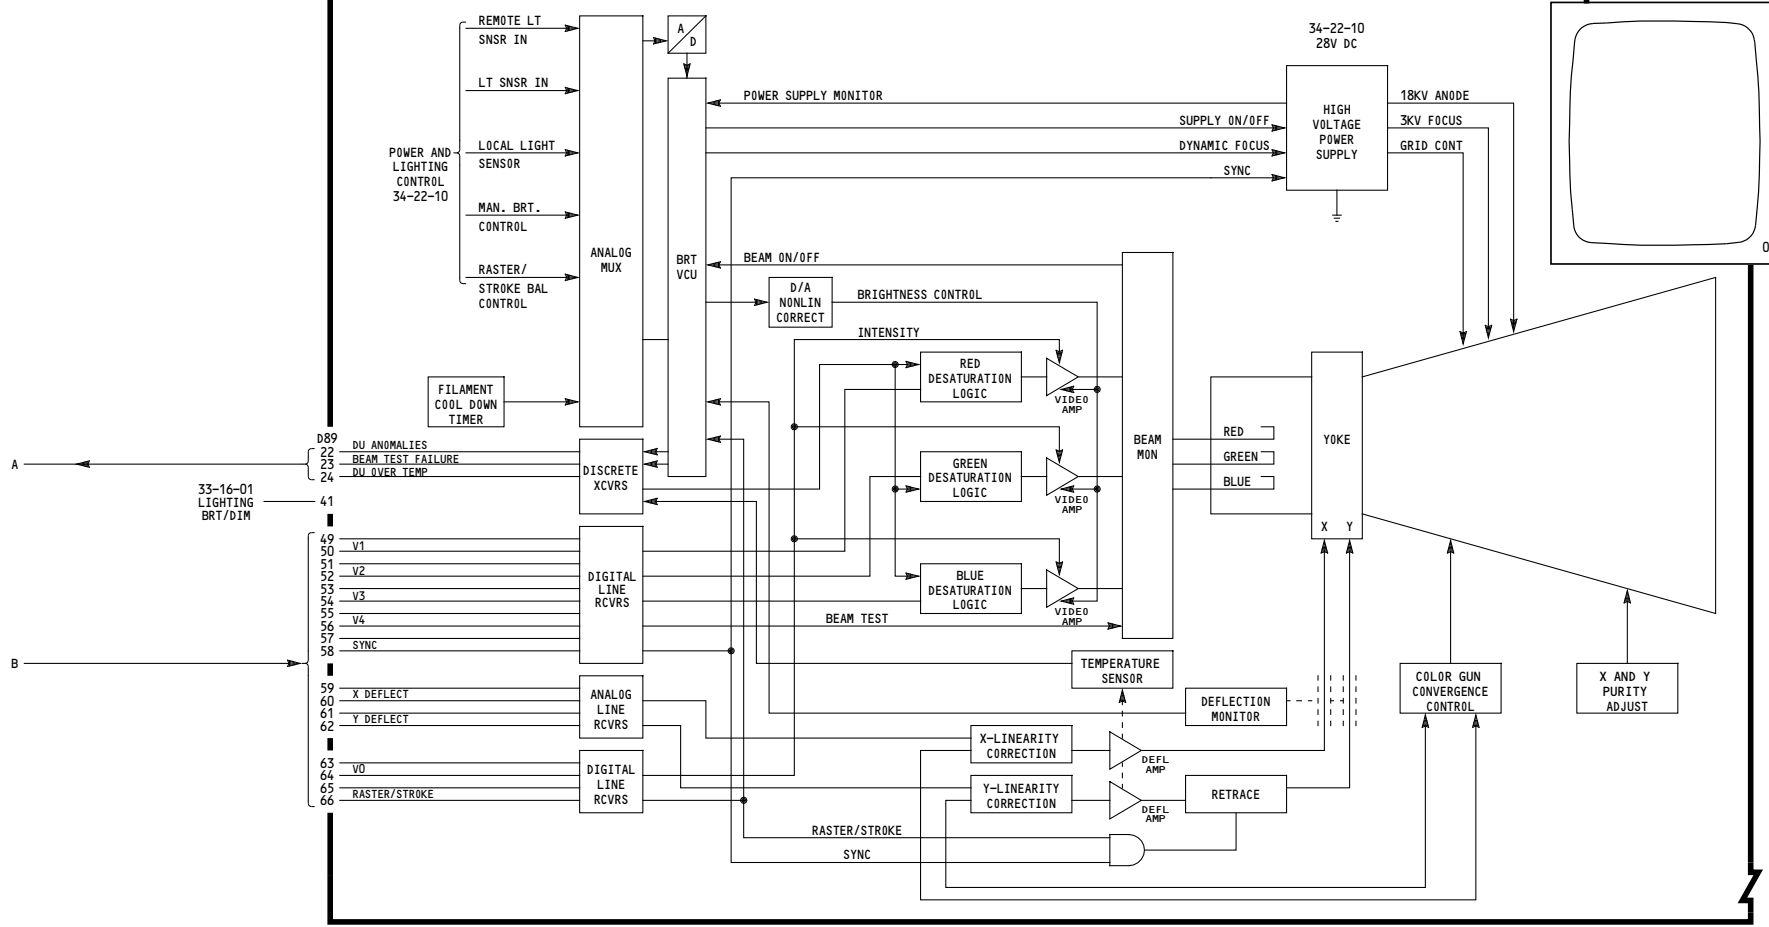 REMOTE LT
SNSR IN
LT SNSR IN
LOCAL LIGHT
SENSOR
MAN. BRT.
CONTROL
RASTER/
STROKE BAL
CONTROL
POWER AND
LIGHTING
CONTROL
34-22-10
FILAMENT
COOL DOWN
TIMER
ANALOG
MUX
A
D
BRT
VCU
POWER SUPPLY MONITOR
SUPPLY ON/OFF
DYNAMIC FOCUS
SYNC
34-22-10
28V DC
HIGH
VOLTAGE
POWER
SUPPLY
18KV ANODE
3KV FOCUS
GRID CONT
O
BEAM ON/OFF
D/A
NONLIN
CORRECT
BRIGHTNESS CONTROL
INTENSITY
RED
DESATURATION
LOGIC
VIDEO
AMP
GREEN
DESATURATION
LOGIC
VIDEO
AMP
BLUE
DESATURATION
LOGIC
VIDEO
AMP
BEAM TEST
BEAM
MON
RED
GREEN
BLUE
YOKE
X
Y
D89
A
22
DU ANOMALIES
23
BEAM TEST FAILURE
24
DU OVER TEMP
DISCRETE
XCVRS
33-16-01
LIGHTING
BRT/DIM
41
B
49
50
V1
51
52
V2
53
54
V3
55
56
V4
57
58
SYNC
DIGITAL
LINE
RCVRS
59
60
X DEFLECT
61
62
Y DEFLECT
ANALOG
LINE
RCVRS
63
64
V0
65
66
RASTER/STROKE
DIGITAL
LINE
RCVRS
TEMPERATURE
SENSOR
DEFLECTION
MONITOR
X-LINEARITY
CORRECTION
DEFL
AMP
Y-LINEARITY
CORRECTION
DEFL
AMP
RETRACE
RASTER/STROKE
SYNC
COLOR GUN
CONVERGENCE
CONTROL
X AND Y
PURITY
ADJUST